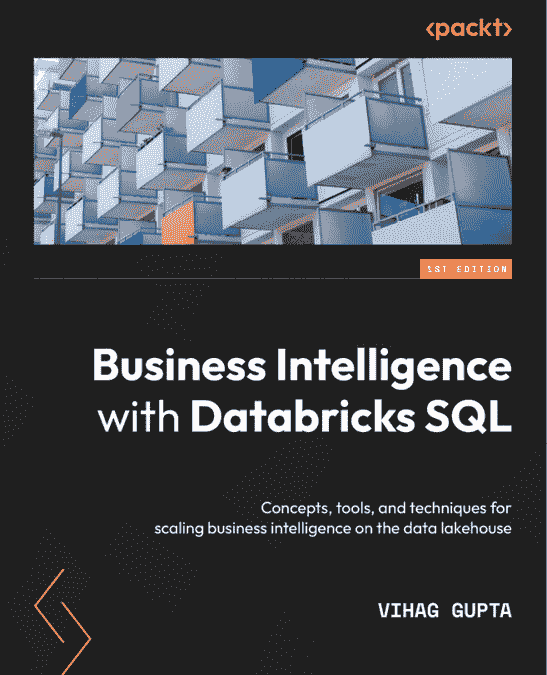 <packt>
1ST EDITION
Business Intelligence
with Databricks SQL
Concepts, tools, and techniques for
scaling business intelligence on the data lakehouse
VIHAG GUPTA